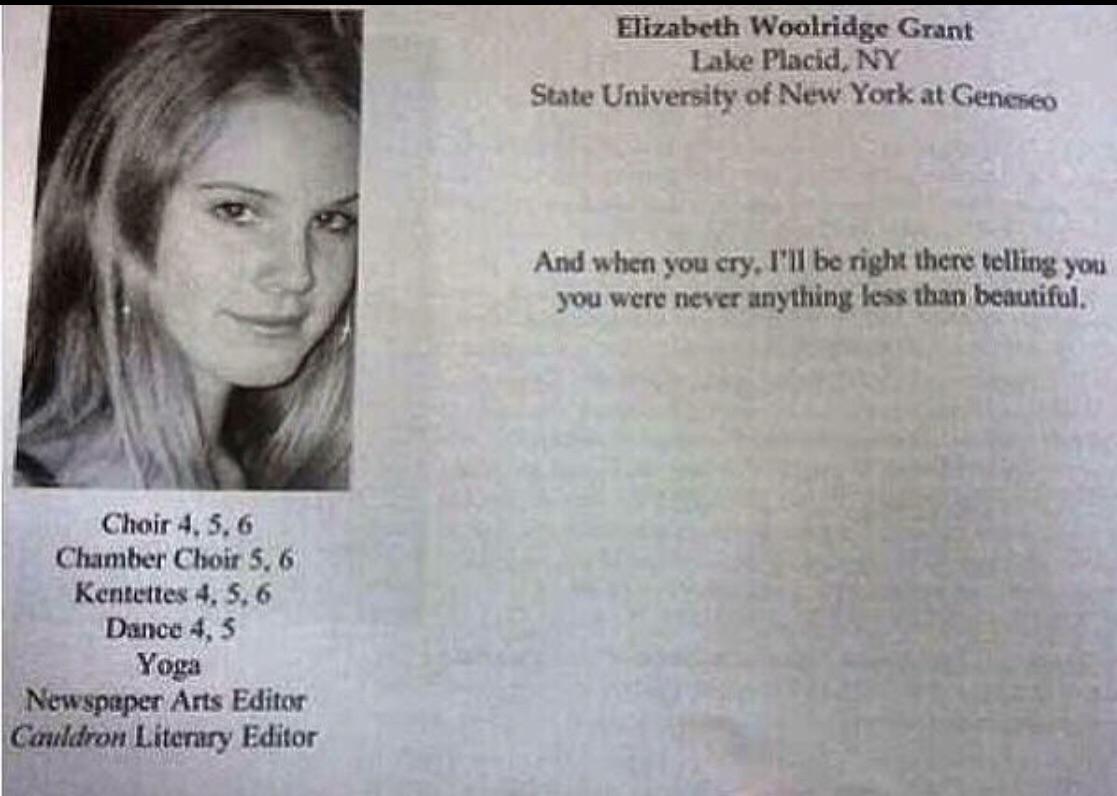 Elizabeth Woolridge Grant
Lake Placid, NY
State University of New York at Geneseo
And when you cry, I'll be right there telling you
you were never anything less than beautiful.
Choir 4, 5, 6
Chamber Choir 5, 6
Kentettes 4, 5, 6
Dance 4, 5
Yoga
Newspaper Arts Editor
Cauldron Literary Editor